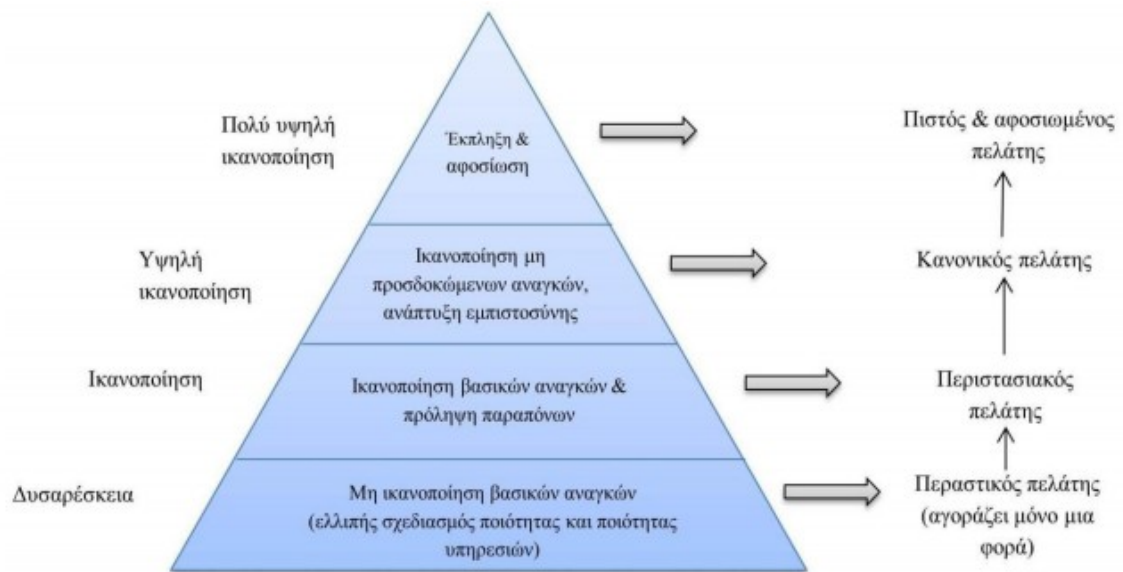 Πολύ υψηλή
ικανοποίηση
Έκπληξη &
αφοσίωση
Πιστός & αφοσιωμένος
πελάτης
Υψηλή
ικανοποίηση
Ικανοποίηση μη
προσδοκώμενων αναγκών,
ανάπτυξη εμπιστοσύνης
Κανονικός πελάτης
Ικανοποίηση
Ικανοποίηση βασικών αναγκών &
πρόληψη παραπόνων
Περιστασιακός
πελάτης
Δυσαρέσκεια
Μη ικανοποίηση βασικών αναγκών
(ελλιπής σχεδιασμός ποιότητας και ποιότητας
υπηρεσιών)
Περαστικός πελάτης
(αγοράζει μόνο μια
φορά)